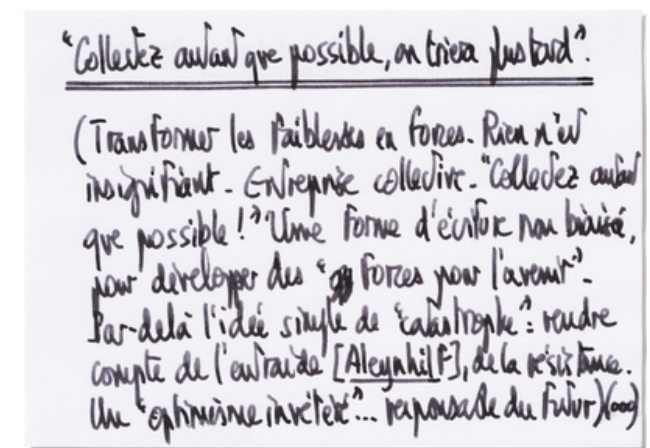 "Collectez autant que possible, on triera plus tard".
(Transformer les faiblesses en forces. Rien n'est
insignifiant. Entreprise collective. "Collectez autant
que possible!" Une forme d'écriture non biaisé,
pour développer des "forces pour l'avenir".
Par-delà l'idée simple de "catastrophe": rendre
compte de l'entraide [Aleynhilf], de la résistance.
Un "optimisme invétéré"... responsable du futur)(...)